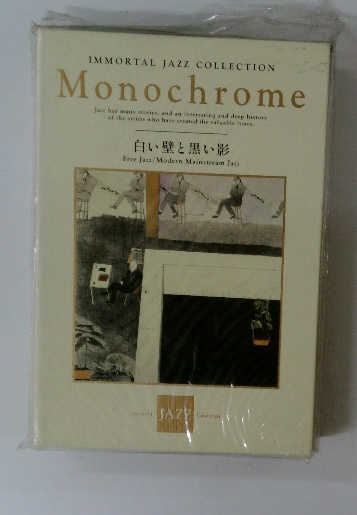 IMMORTAL JAZZ COLLECTION
Monochrome
Jazz has many stories, and an interesting and deep history
of the artists who have created the valuable tones.
白い壁と黒い影
Free Jazz/Modern Mainstream Jazz
JAZZ